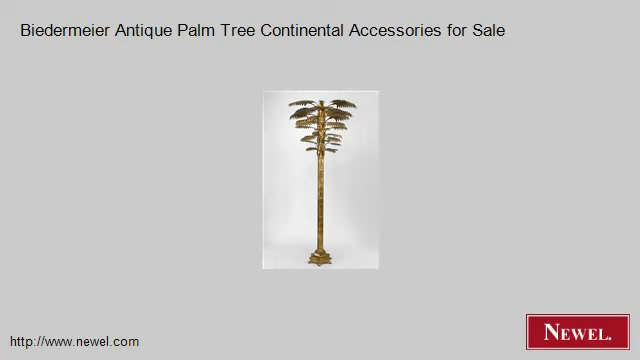 Biedermeier Antique Palm Tree Continental Accessories for Sale
http://www.newel.com
NEWEL.